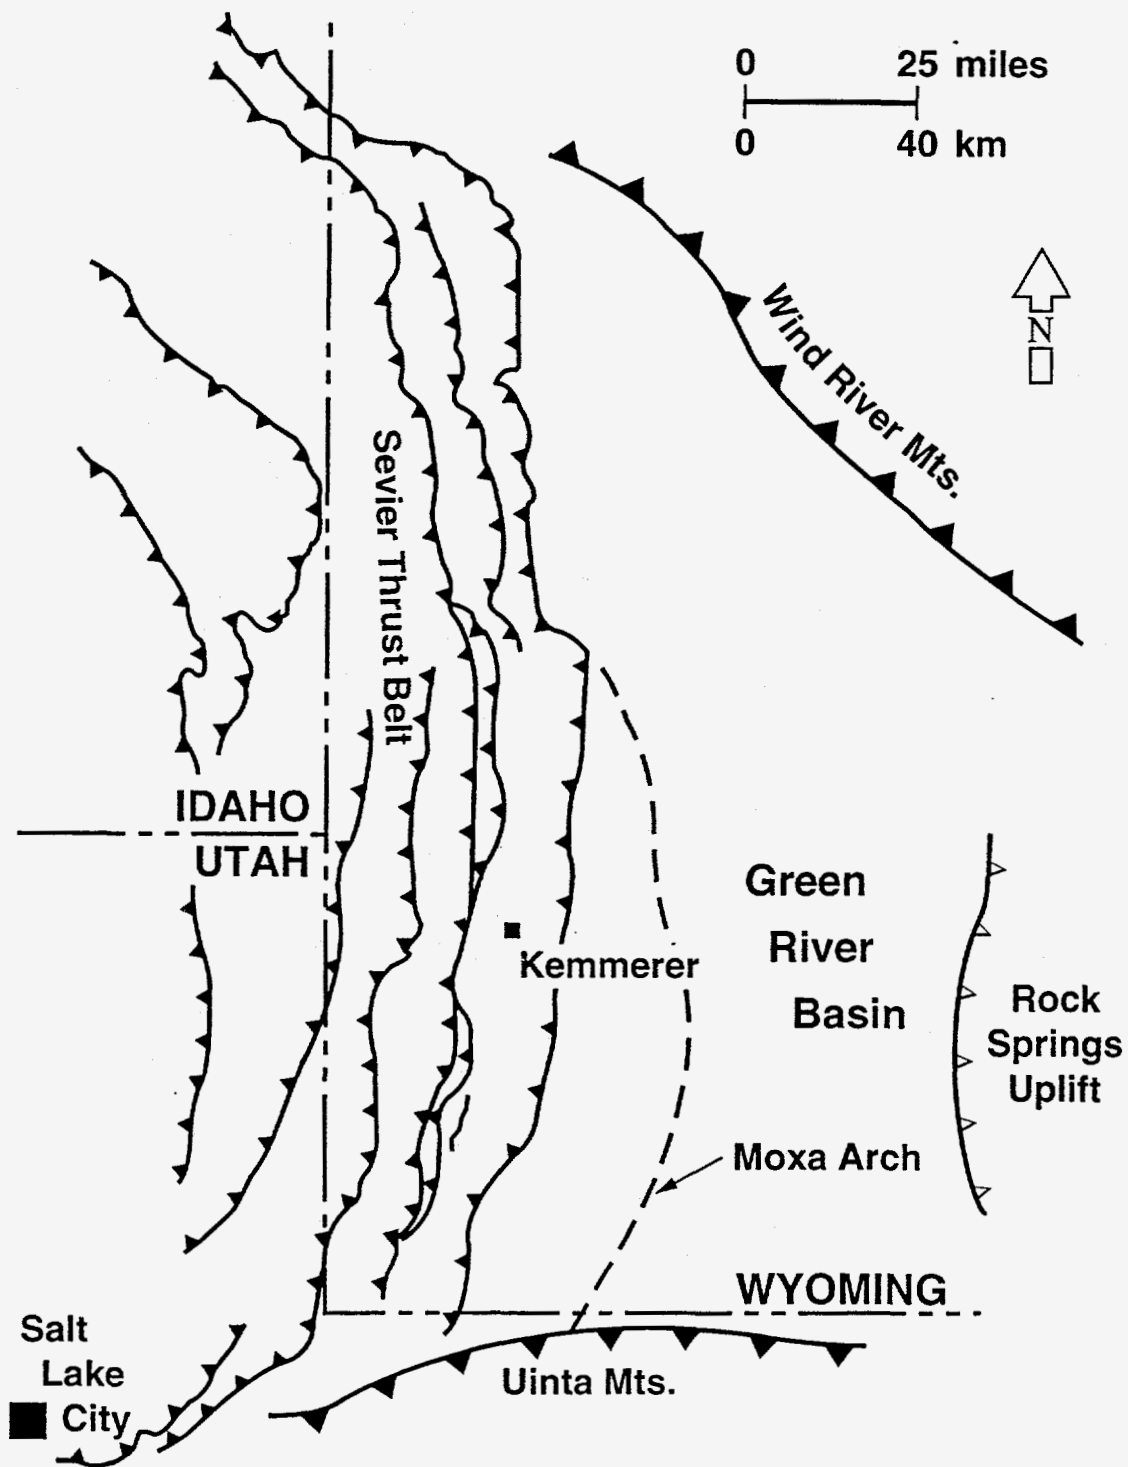 0 25 miles
0 40 km
N
Wind River Mts.
Sevier Thrust Belt
IDAHO
UTAH
Green
River
Basin
Kemmerer
Rock
Springs
Uplift
Moxa Arch
WYOMING
Salt
Lake
City
Uinta Mts.